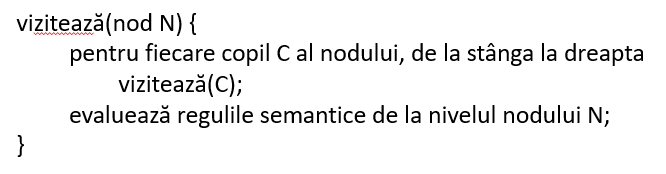 vizitează(nod N) {
pentru fiecare copil C al nodului, de la stânga la dreapta
vizitează(C);
evaluează regulile semantice de la nivelul nodului N;
}